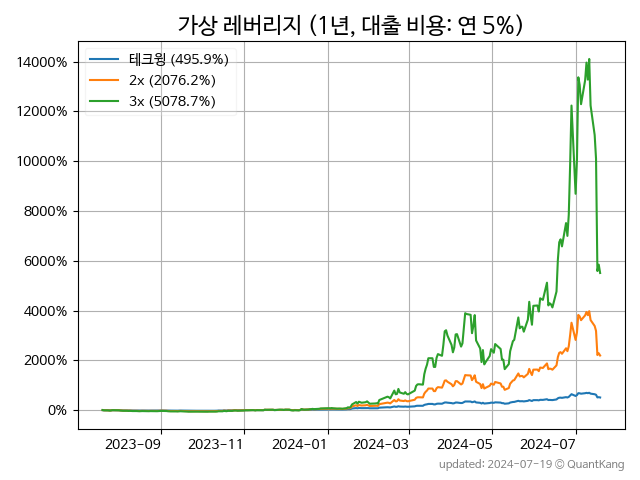 가상 레버리지 (1년, 대출 비용: 연 5%)
테크윙 (495.9%)
2x (2076.2%)
3x (5078.7%)
14000%
12000%
10000%
8000%
6000%
4000%
2000%
0%
2023-09 2023-11 2024-01 2024-03 2024-05 2024-07
updated: 2024-07-19 © QuantKang